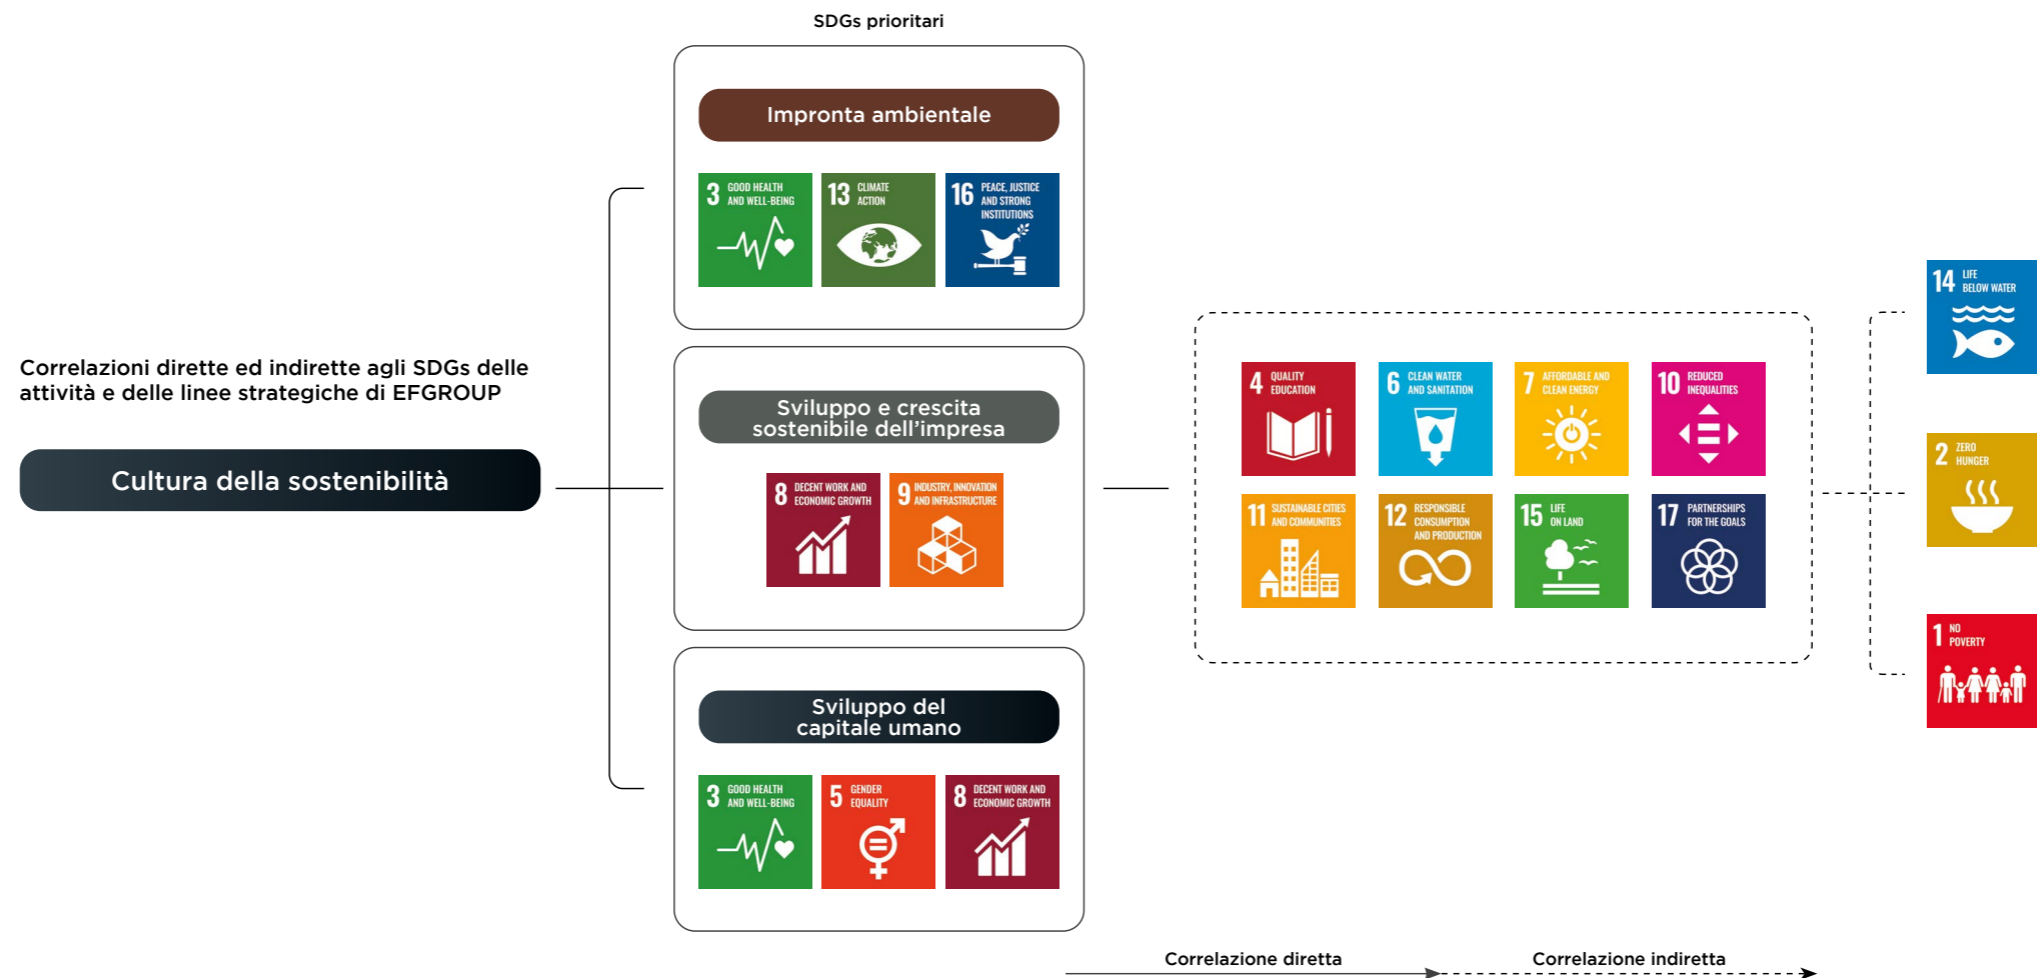 SDGs prioritari
Correlazioni dirette ed indirette agli SDGs delle
attività e delle linee strategiche di EFGROUP
Cultura della sostenibilità
Impronta ambientale
3 GOOD HEALTH
AND WELL-BEING
13 CLIMATE
ACTION
16 PEACE, JUSTICE
AND STRONG
INSTITUTIONS
Sviluppo e crescita
sostenibile dell'impresa
8 DECENT WORK AND
ECONOMIC GROWTH
9 INDUSTRY, INNOVATION
AND INFRASTRUCTURE
Sviluppo del
capitale umano
3 GOOD HEALTH
AND WELL-BEING
5 GENDER
EQUALITY
8 DECENT WORK AND
ECONOMIC GROWTH
4 QUALITY
EDUCATION
6 CLEAN WATER
AND SANITATION
7 AFFORDABLE AND
CLEAN ENERGY
10 REDUCED
INEQUALITIES
11 SUSTAINABLE CITIES
AND COMMUNITIES
12 RESPONSIBLE
CONSUMPTION
AND PRODUCTION
15 LIFE
ON LAND
17 PARTNERSHIPS
FOR THE GOALS
14 LIFE
BELOW WATER
2 ZERO
HUNGER
1 NO
POVERTY
Correlazione diretta
Correlazione indiretta